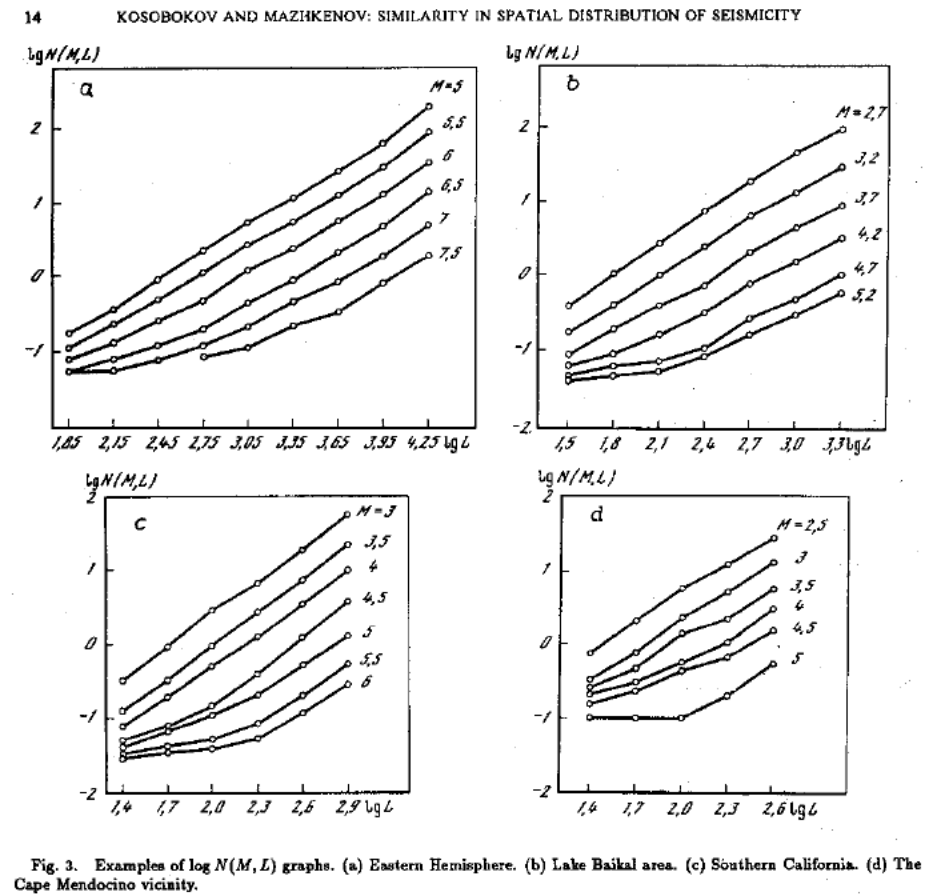 14 KOSOBOKOV AND MAZHKENOV: SIMILARITY IN SPATIAL DISTRIBUTION OF SEISMICITY
lg N(M,L)
a
M=5
5,5
6
6,5
7
7,5
2
1
0
-1
1,85 2,15 2,45 2,75 3,05 3,35 3,65 3,95 4,25 lgL
lg N(M,L)
b
M=2,7
3,2
3,7
4,2
4,7
5,2
2
1
0
-1
-2
1,5 1,8 2,1 2,4 2,7 3,0 3,3 lgL
lg N(M,L)
c
M=3
3,5
4
4,5
5
5,5
6
2
1
0
-1
-2
1,4 1,7 2,0 2,3 2,6 2,9 lgL
lg N(M,L)
d
M=2,5
3
3,5
4
4,5
5
2
1
0
-1
-2
1,4 1,7 2,0 2,3 2,6 lgL
Fig. 3. Examples of log N(M, L) graphs. (a) Eastern Hemisphere. (b) Lake Baikal area. (c) Southern California. (d) The
Cape Mendocino vicinity.